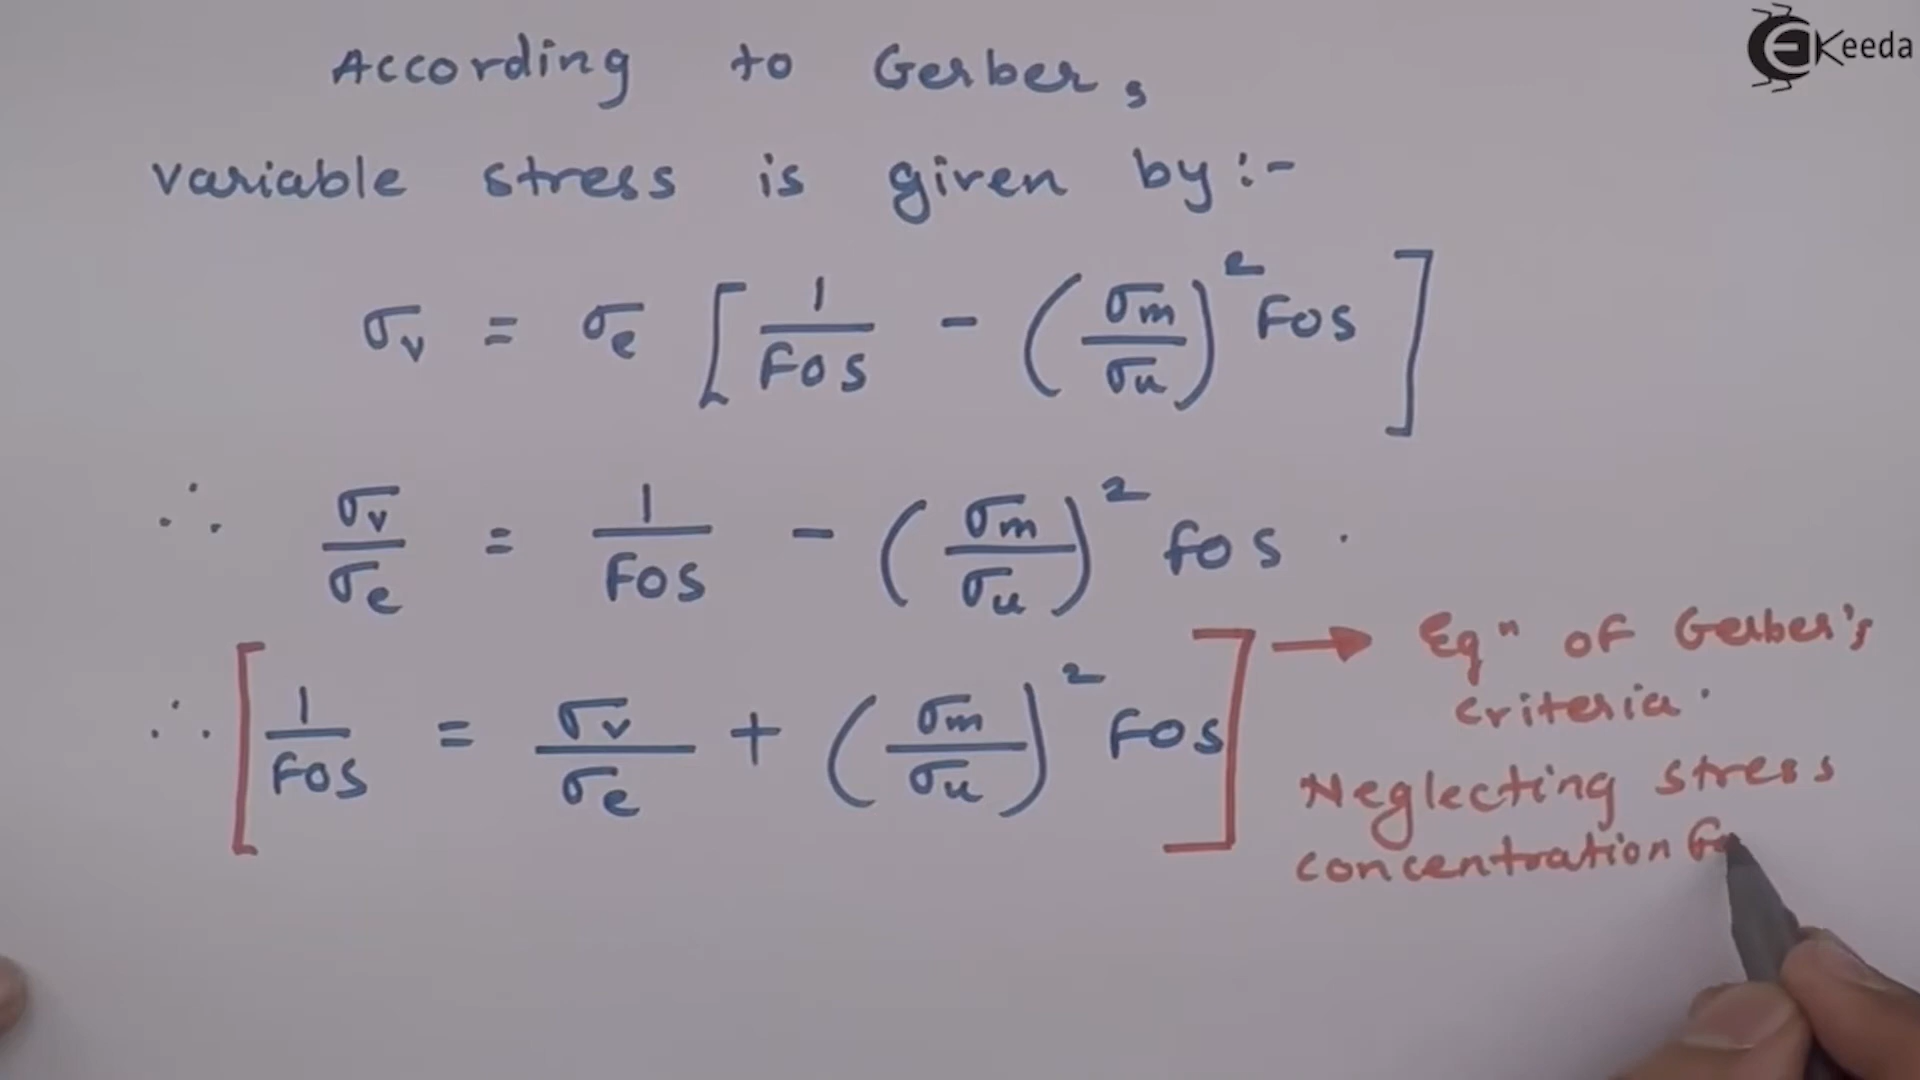 Ekeeda
According to Gerber,
variable stress is given by:-
σv = σe [ 1/FOS - (σm/σu)² FOS ]
∴ σv/σe = 1/FOS - (σm/σu)² FOS .
∴ [ 1/FOS = σv/σe + (σm/σu)² FOS ] → Eqⁿ of Gerber's
criteria.
Neglecting stress
concentration